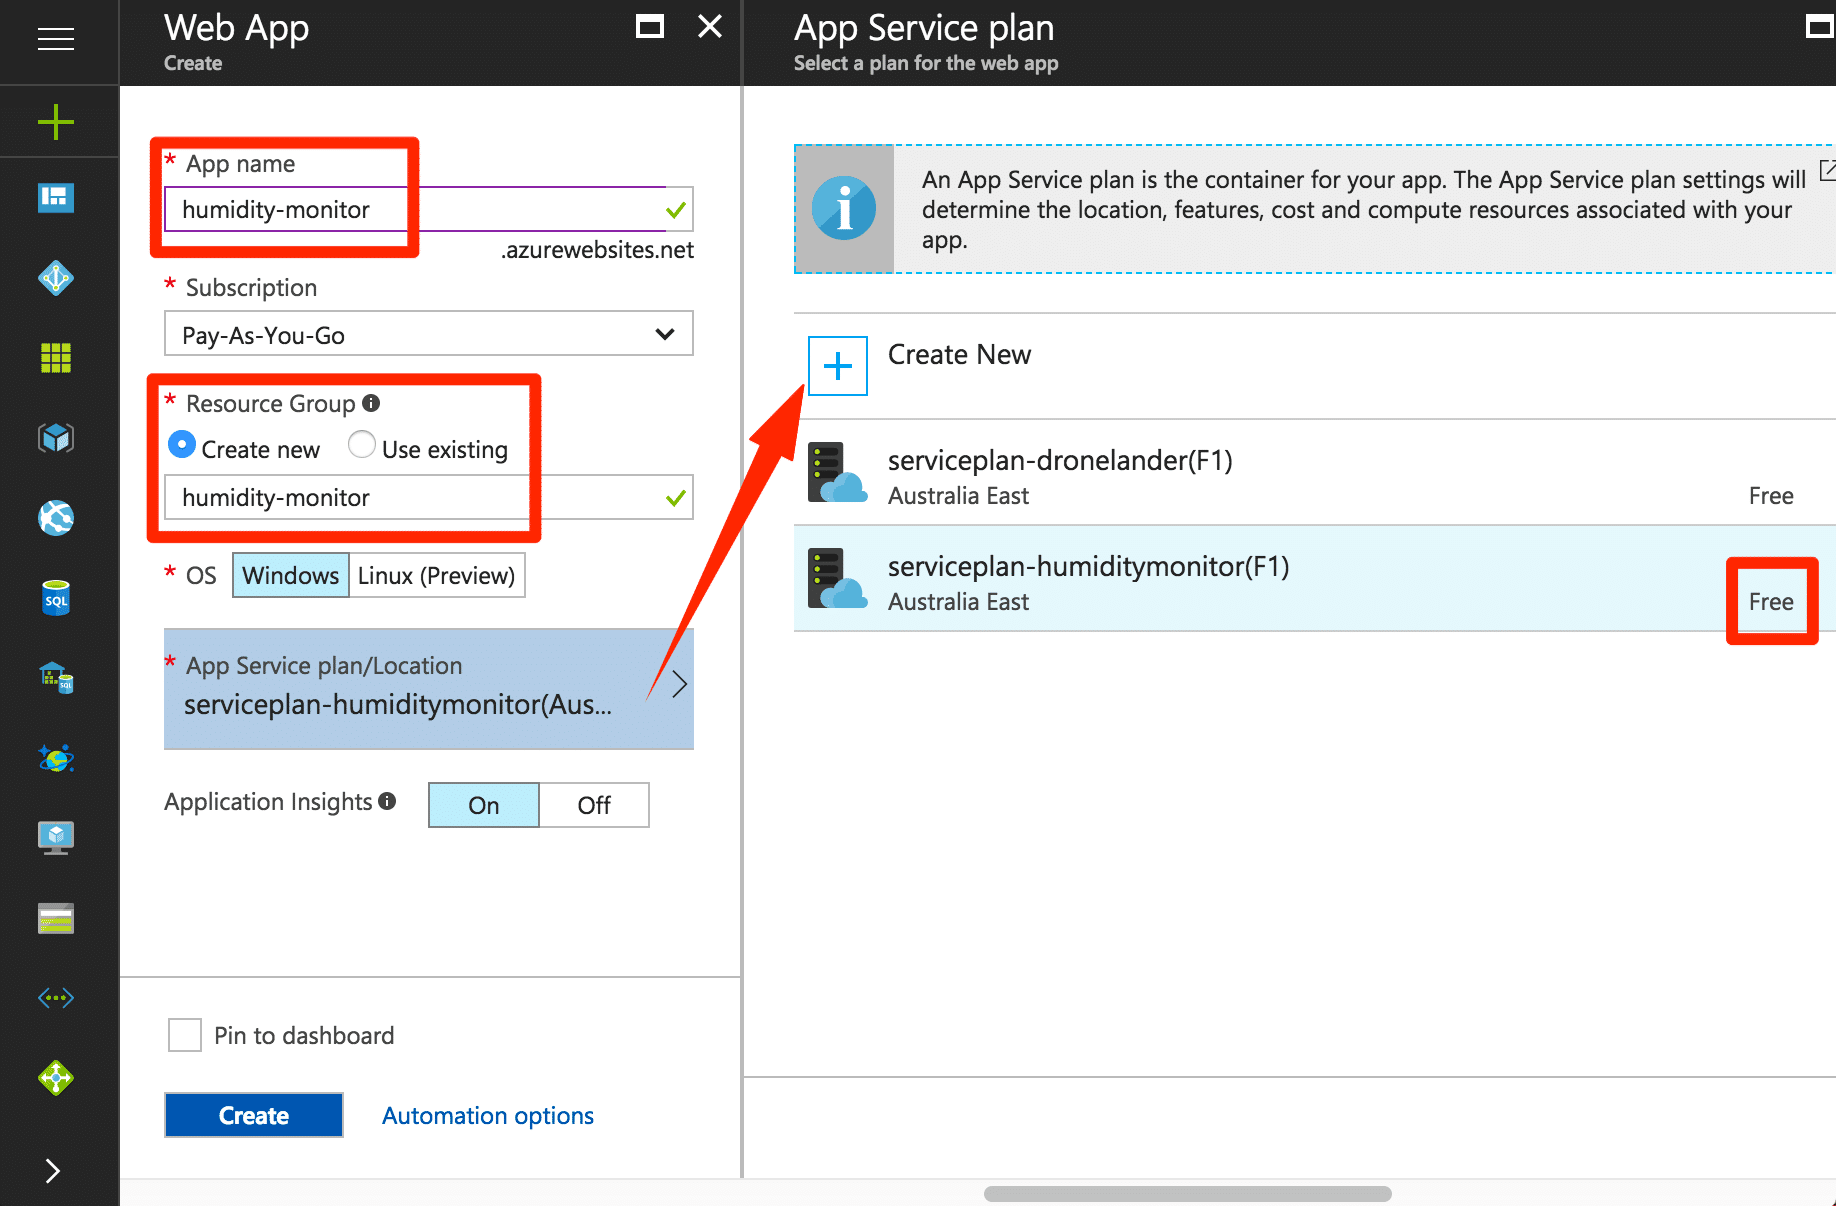 Web App
Create
* App name
humidity-monitor
.azurewebsites.net
* Subscription
Pay-As-You-Go
* Resource Group
Create new Use existing
humidity-monitor
* OS Windows Linux (Preview)
* App Service plan/Location
serviceplan-humiditymonitor(Aus...
Application Insights On Off
Pin to dashboard
Create Automation options
SQL
SQL
App Service plan
Select a plan for the web app
An App Service plan is the container for your app. The App Service plan settings will
determine the location, features, cost and compute resources associated with your
app.
Create New
serviceplan-dronelander(F1)
Australia East Free
serviceplan-humiditymonitor(F1)
Australia East Free